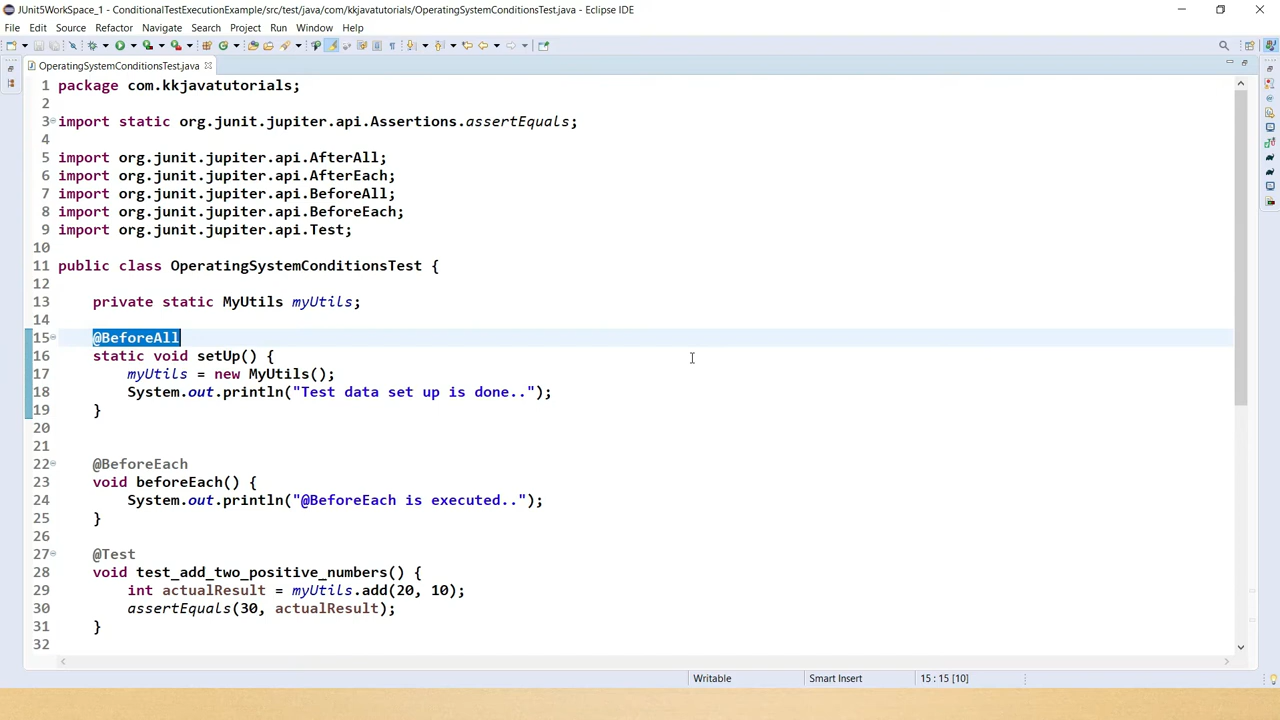 JUnit5WorkSpace_1 - ConditionalTestExecutionExample/src/test/java/com/kkjavatutorials/OperatingSystemConditionsTest.java - Eclipse IDE
File Edit Source Refactor Navigate Search Project Run Window Help
OperatingSystemConditionsTest.java
1 package com.kkjavatutorials;
2
3 import static org.junit.jupiter.api.Assertions.assertEquals;
4
5 import org.junit.jupiter.api.AfterAll;
6 import org.junit.jupiter.api.AfterEach;
7 import org.junit.jupiter.api.BeforeAll;
8 import org.junit.jupiter.api.BeforeEach;
9 import org.junit.jupiter.api.Test;
10
11 public class OperatingSystemConditionsTest {
12
13 private static MyUtils myUtils;
14
15 @BeforeAll
16 static void setUp() {
17 myUtils = new MyUtils();
18 System.out.println("Test data set up is done..");
19 }
20
21
22 @BeforeEach
23 void beforeEach() {
24 System.out.println("@BeforeEach is executed..");
25 }
26
27 @Test
28 void test_add_two_positive_numbers() {
29 int actualResult = myUtils.add(20, 10);
30 assertEquals(30, actualResult);
31 }
32
Writable Smart Insert 15 : 15 [10]